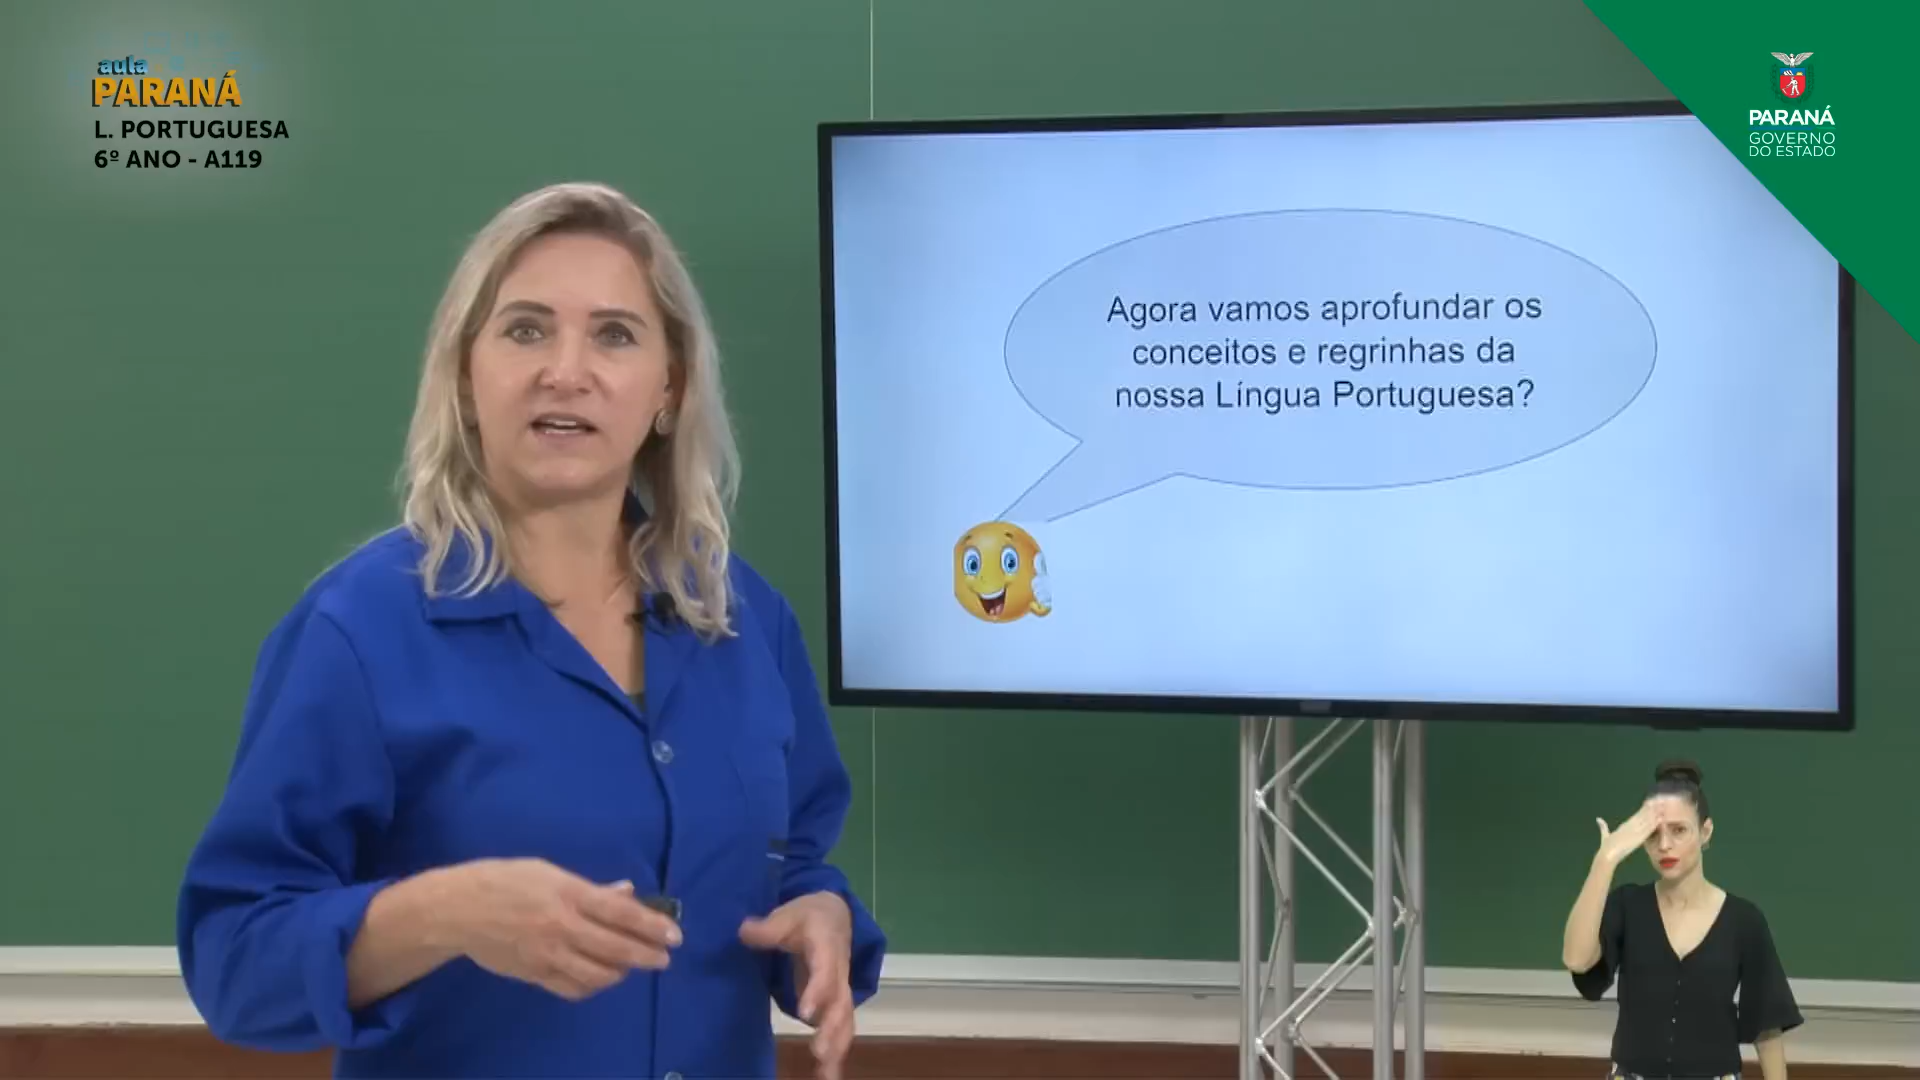 aula
PARANÁ
L. PORTUGUESA
6º ANO - A119
PARANÁ
GOVERNO
DO ESTADO
Agora vamos aprofundar os
conceitos e regrinhas da
nossa Língua Portuguesa?